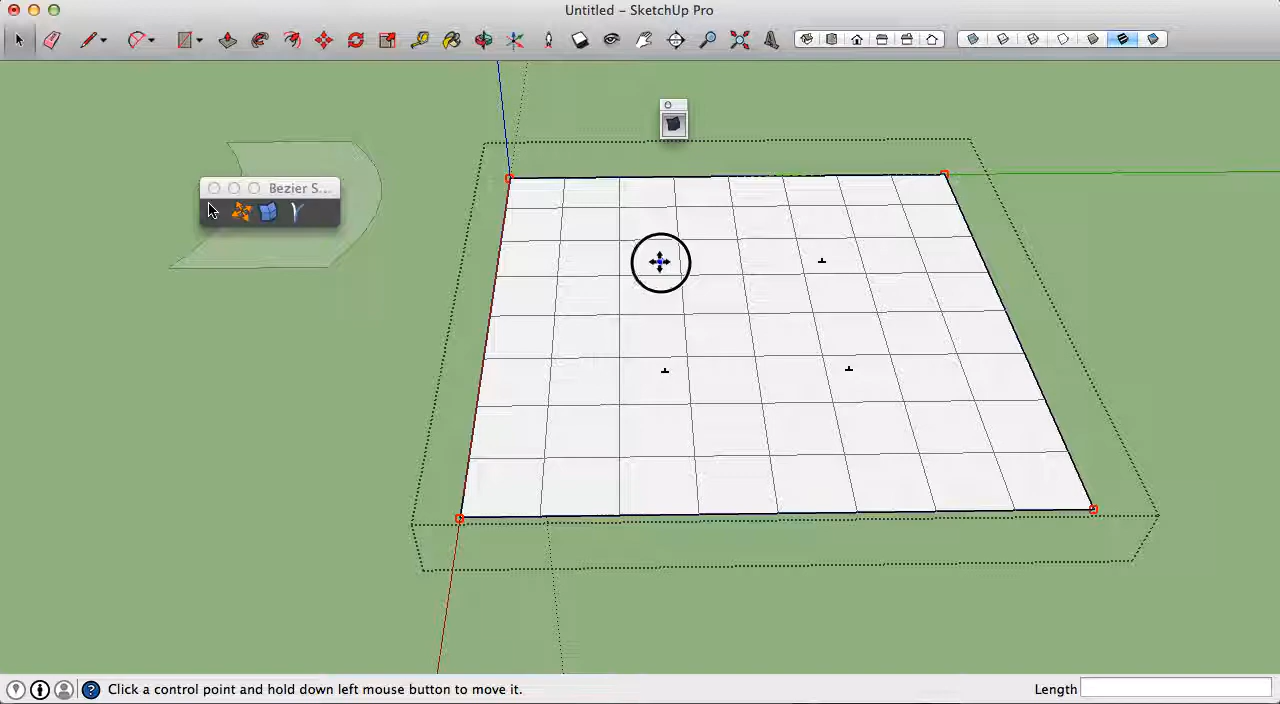 Untitled – SketchUp Pro
Bezier S...
Click a control point and hold down left mouse button to move it.
Length